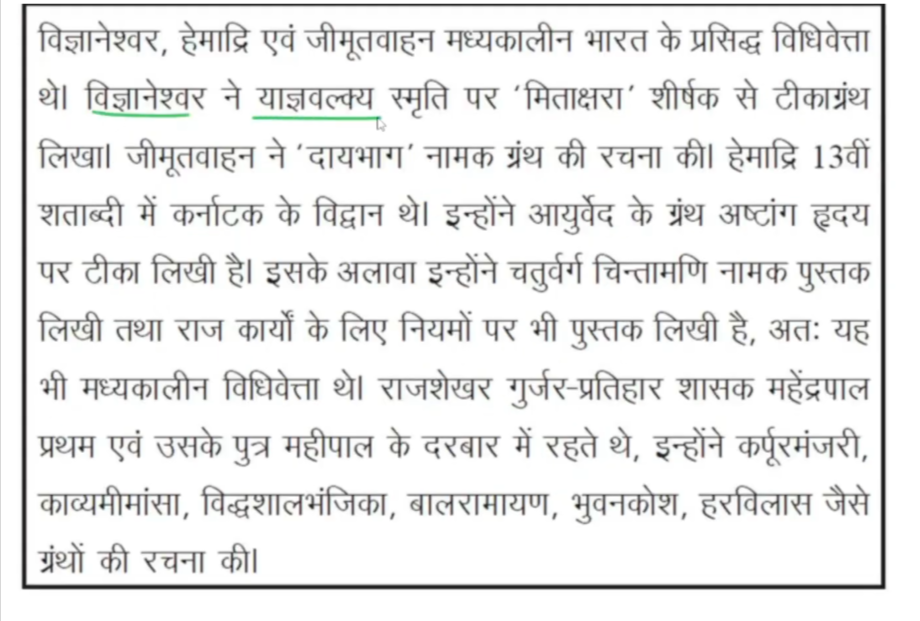 विज्ञानेश्वर, हेमाद्रि एवं जीमूतवाहन मध्यकालीन भारत के प्रसिद्ध विधिवेत्ता
थे। विज्ञानेश्वर ने याज्ञवल्क्य स्मृति पर 'मिताक्षरा' शीर्षक से टीकाग्रंथ
लिखा। जीमूतवाहन ने 'दायभाग' नामक ग्रंथ की रचना की। हेमाद्रि 13वीं
शताब्दी में कर्नाटक के विद्वान थे। इन्होंने आयुर्वेद के ग्रंथ अष्टांग हृदय
पर टीका लिखी है। इसके अलावा इन्होंने चतुर्वर्ग चिन्तामणि नामक पुस्तक
लिखी तथा राज कार्यों के लिए नियमों पर भी पुस्तक लिखी है, अतः यह
भी मध्यकालीन विधिवेत्ता थे। राजशेखर गुर्जर-प्रतिहार शासक महेंद्रपाल
प्रथम एवं उसके पुत्र महीपाल के दरबार में रहते थे, इन्होंने कर्पूरमंजरी,
काव्यमीमांसा, विद्धशालभंजिका, बालरामायण, भुवनकोश, हरविलास जैसे
ग्रंथों की रचना की।